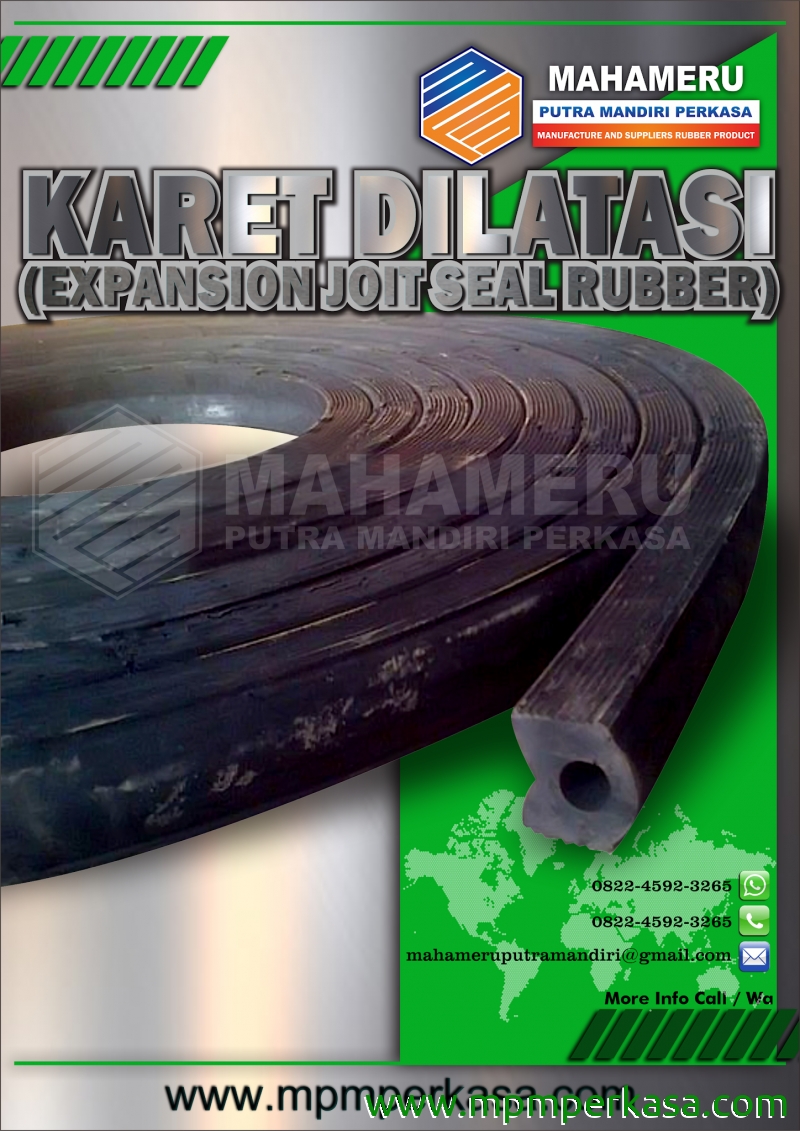 MAHAMERU
PUTRA MANDIRI PERKASA
MANUFACTURE AND SUPPLIERS RUBBER PRODUCT
KARET DILATASI
(EXPANSION JOIT SEAL RUBBER)
MAHAMERU
PUTRA MANDIRI PERKASA
0822-4592-3265
0822-4592-3265
mahameruputramandiri@gmail.com
More Info Call / Wa
www.mpmperkasa.com
www.mpmperkasa.com